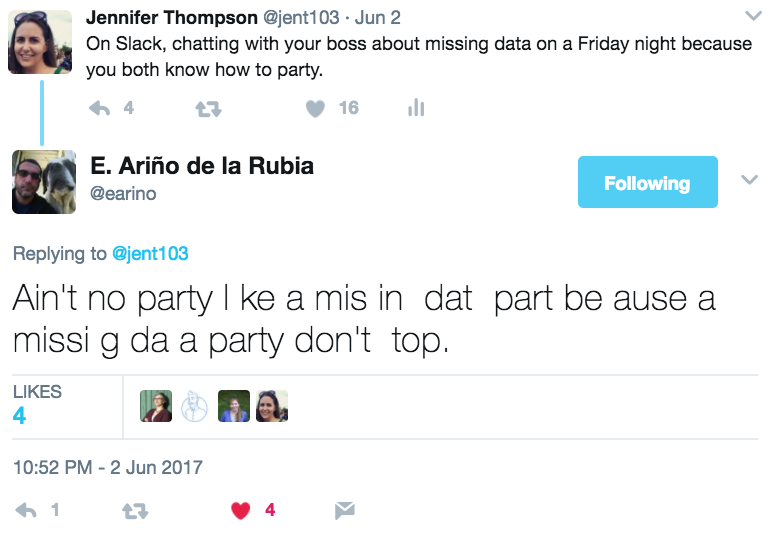 Jennifer Thompson @jent103 · Jun 2
On Slack, chatting with your boss about missing data on a Friday night because
you both know how to party.
4 16
E. Ariño de la Rubia
@earino
Following
Replying to @jent103
Ain't no party l ke a mis in  dat  part be ause a
missi g da a party don't  top.
LIKES
4
10:52 PM - 2 Jun 2017
1 4